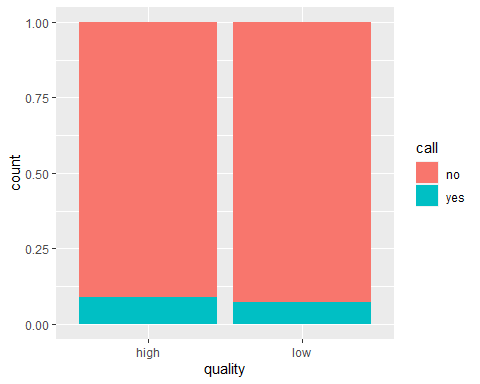 1.00
0.75
0.50
0.25
0.00
count
high low
quality
call
no
yes